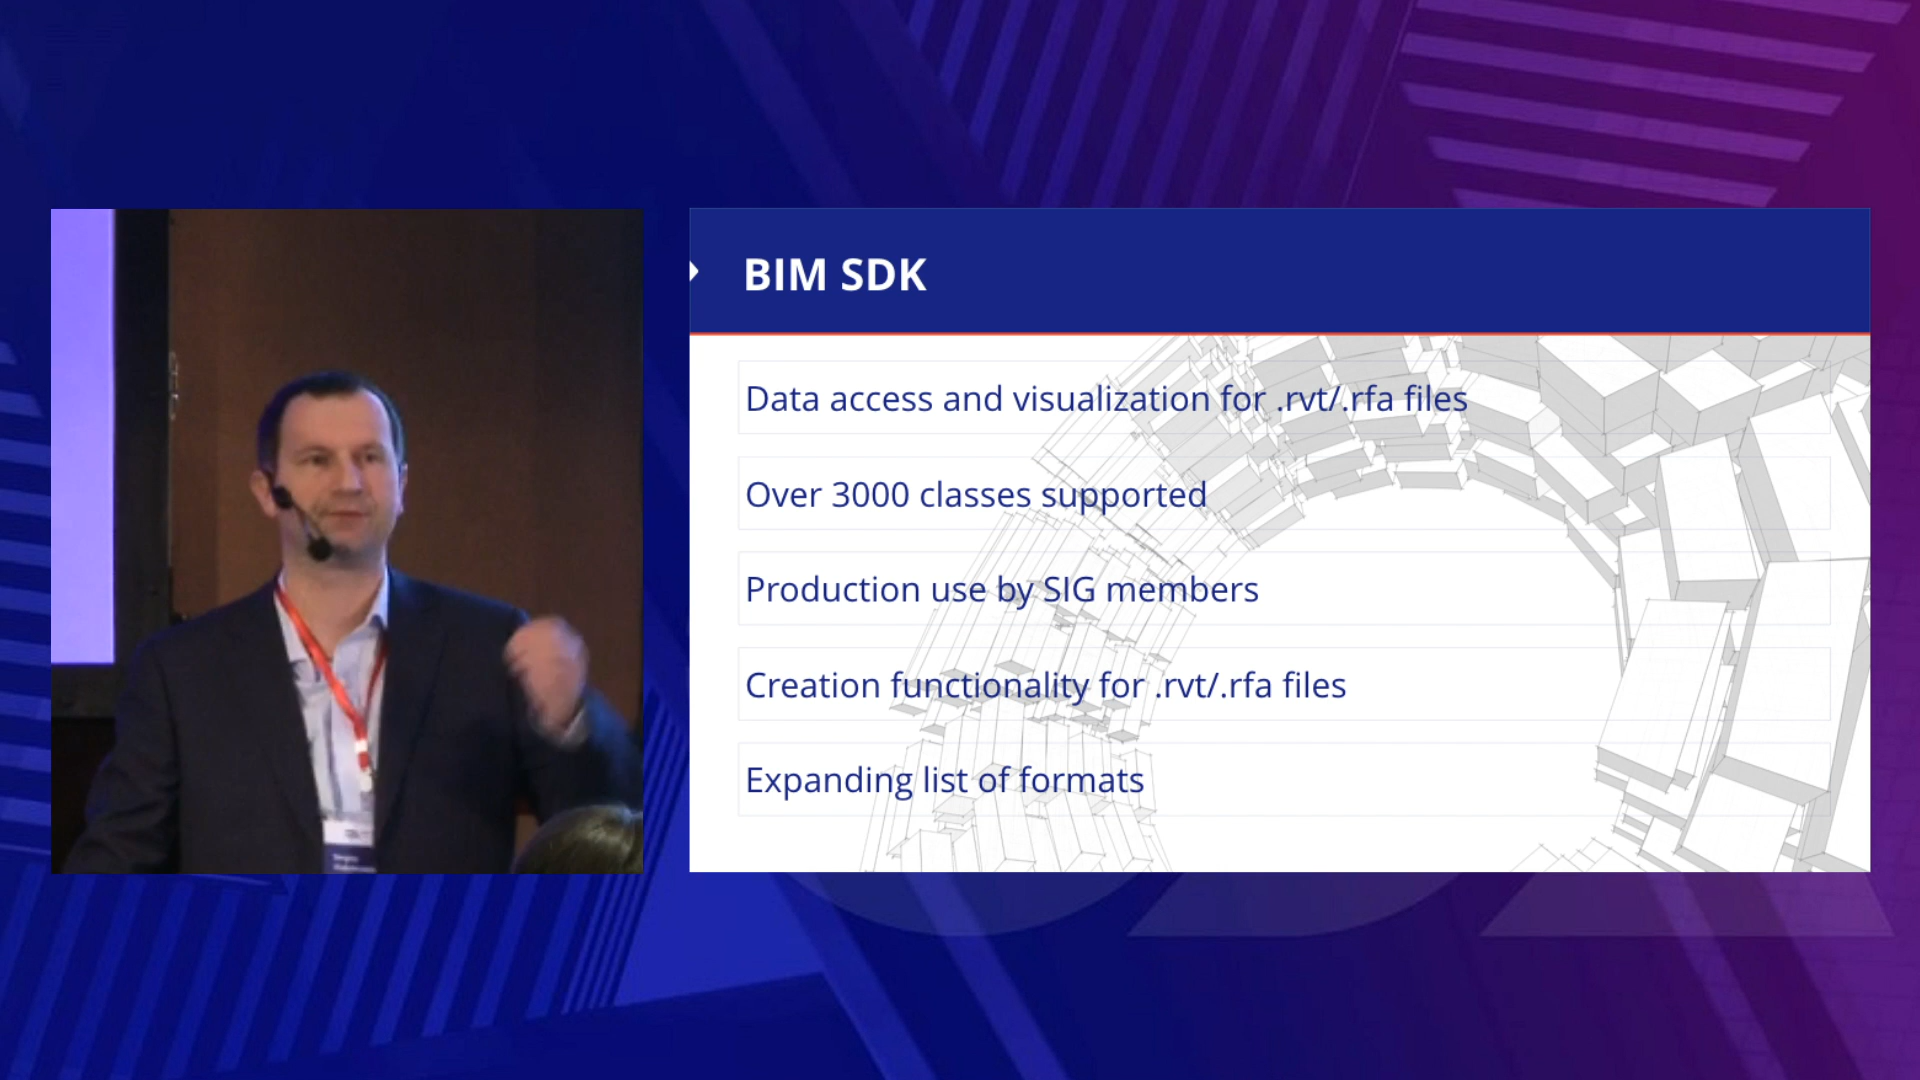 BIM SDK
Data access and visualization for .rvt/.rfa files
Over 3000 classes supported
Production use by SIG members
Creation functionality for .rvt/.rfa files
Expanding list of formats